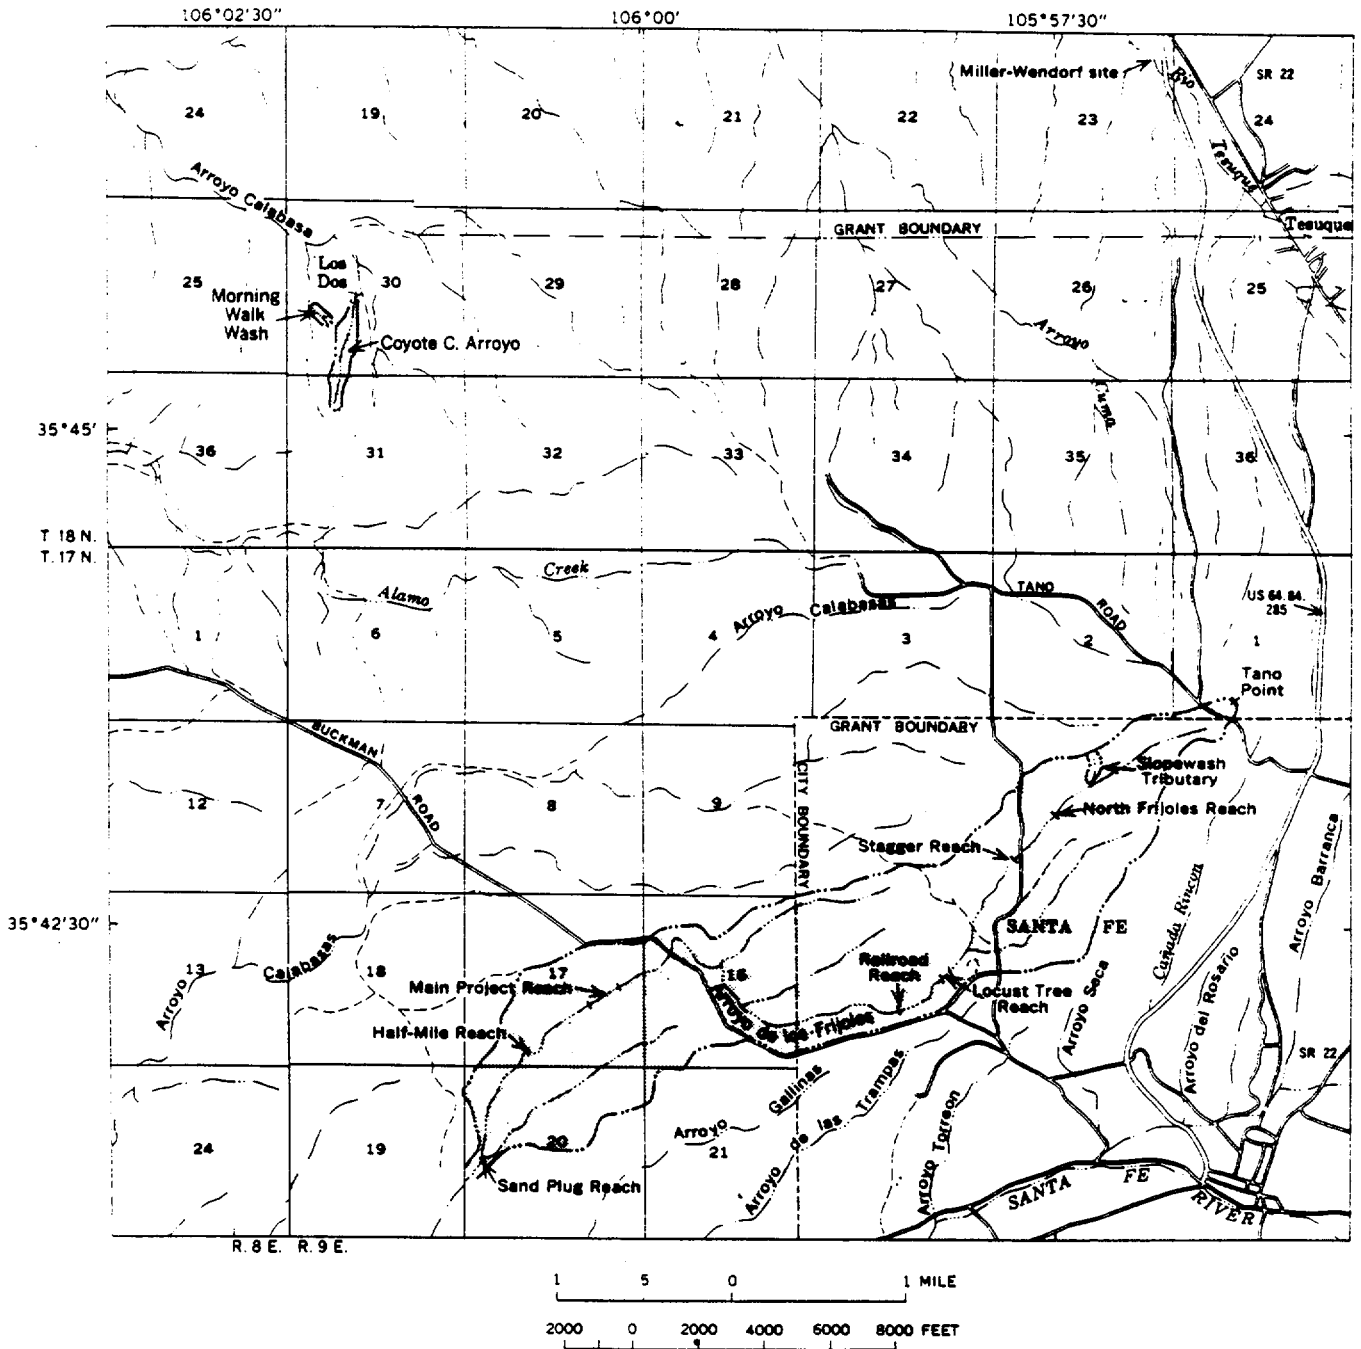 106°02'30"
106°00'
105°57'30"
Miller-Wendorf site
Rio
SR 22
24
19
20
21
22
23
24
Tesuque
Arroyo Calabasa
GRANT BOUNDARY
Tesuque
Los
Dos
25
30
29
28
27
26
25
Morning
Walk
Wash
Arroyo
Coyote C. Arroyo
Cuma
35°45'
36
31
32
33
34
35
36
T 18 N.
T. 17 N.
Creek
Alamo
TANO
ROAD
US 64. 84.
285
Arroyo Calabasas
1
6
5
4
3
2
1
Tano
Point
BUCKMAN
ROAD
GRANT BOUNDARY
CITY BOUNDARY
Slopewash
Tributary
12
7
8
9
North Frijoles Reach
Stagger Reach
Arroyo Barranca
Cañada Rincon
35°42'30"
SANTA FE
Arroyo
Calabasas
13
18
17
16
Railroad
Reach
Main Project Reach
Locust Tree
Reach
Arroyo Seca
Arroyo del Rosario
Arroyo de los Frijoles
Half-Mile Reach
SR 22
Arroyo Gallinas
Arroyo de las Trampas
Arroyo Torreon
24
19
20
21
Sand Plug Reach
SANTA FE RIVER
R. 8 E. R. 9 E.
1 5 0 1 MILE
2000 0 2000 4000 6000 8000 FEET